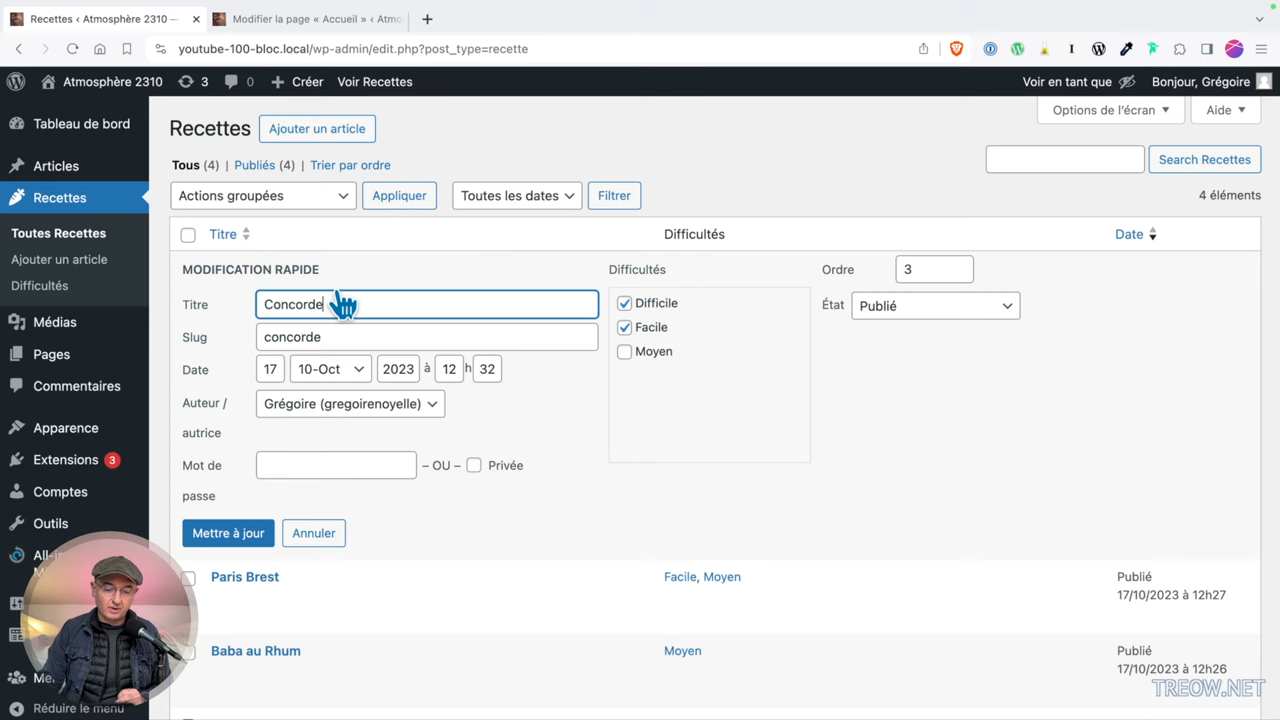 Recettes ‹ Atmosphère 2310 —
Modifier la page « Accueil » ‹ Atmo
youtube-100-bloc.local/wp-admin/edit.php?post_type=recette
Atmosphère 2310
3
0
Créer
Voir Recettes
Voir en tant que
Bonjour, Grégoire
Tableau de bord
Articles
Recettes
Toutes Recettes
Ajouter un article
Difficultés
Médias
Pages
Commentaires
Apparence
Extensions 3
Comptes
Outils
Réduire le menu
Options de l'écran
Aide
Recettes
Ajouter un article
Tous (4) | Publiés (4) | Trier par ordre
Search Recettes
Actions groupées
Appliquer
Toutes les dates
Filtrer
4 éléments
Titre
Difficultés
Date
MODIFICATION RAPIDE
Titre
Concorde
Slug
concorde
Date
17
10-Oct
2023
à
12
h
32
Auteur /
autrice
Grégoire (gregoirenoyelle)
Mot de
passe
– OU –
Privée
Difficultés
Difficile
Facile
Moyen
Ordre
3
État
Publié
Mettre à jour
Annuler
Paris Brest
Facile, Moyen
Publié
17/10/2023 à 12h27
Baba au Rhum
Moyen
Publié
17/10/2023 à 12h26
TREOW.NET